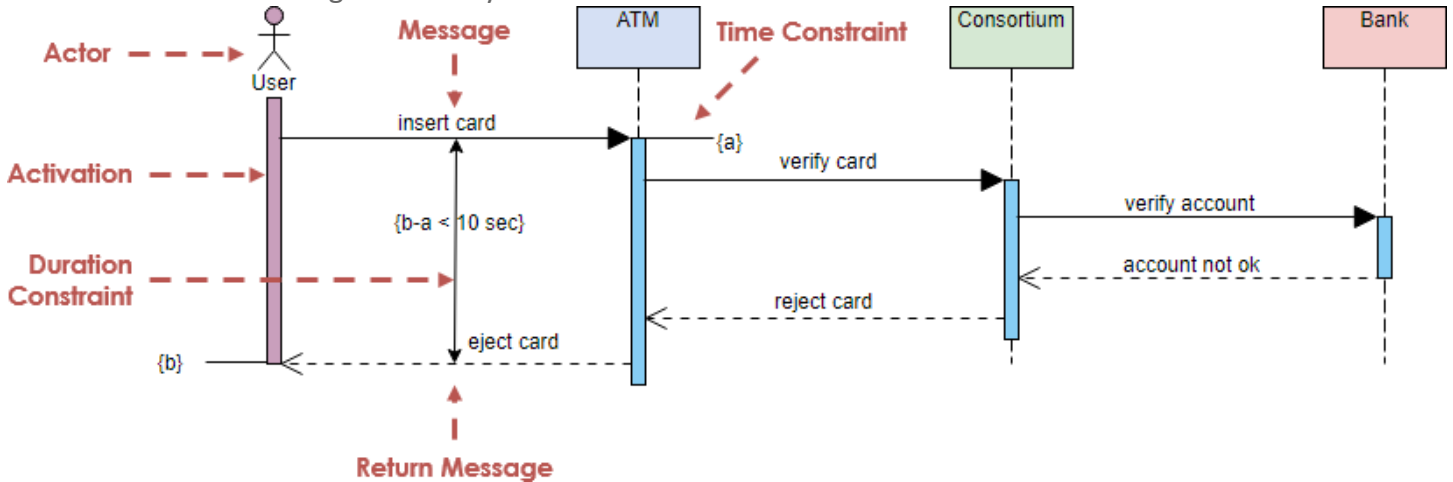 ATM
Consortium
Bank
Message
Time Constraint
Actor
User
insert card
{a}
verify card
Activation
verify account
{b-a < 10 sec}
Duration
Constraint
account not ok
reject card
eject card
{b}
Return Message